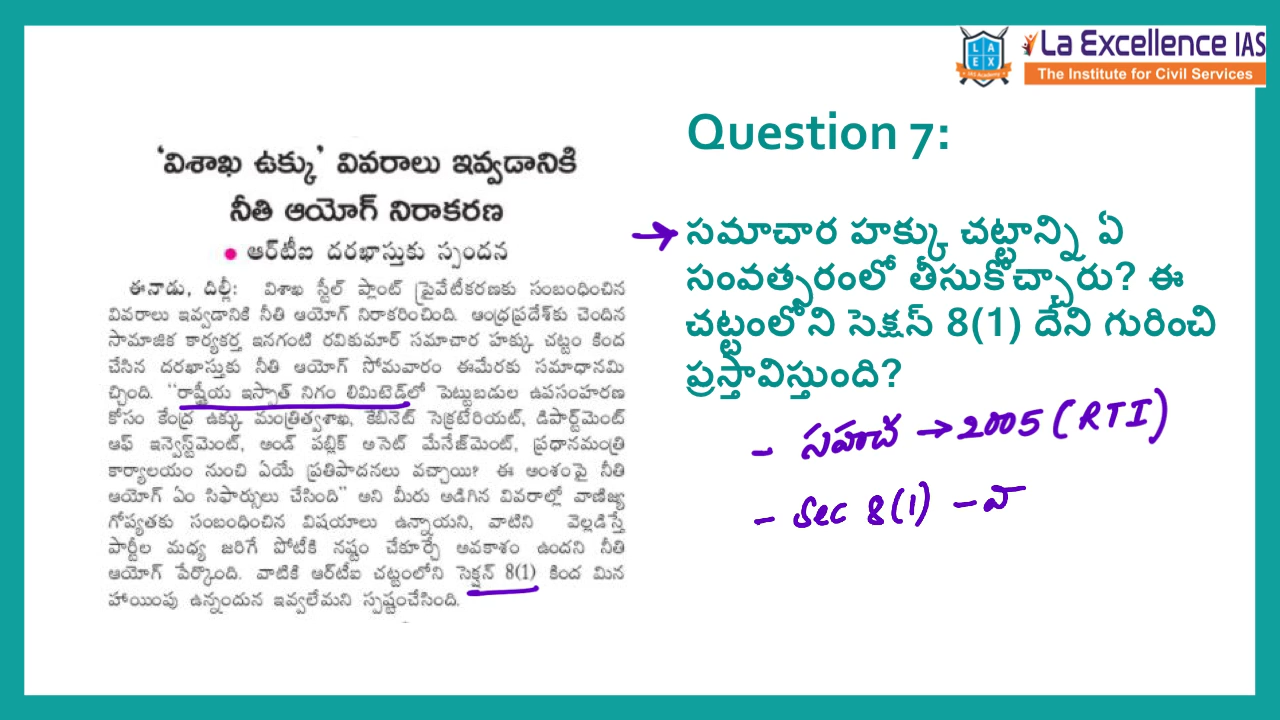 La Excellence IAS
The Institute for Civil Services
L A
E X
IAS Academy
‘విశాఖ ఉక్కు’ వివరాలు ఇవ్వడానికి
నీతి ఆయోగ్ నిరాకరణ
ఆర్‌టీఐ దరఖాస్తుకు స్పందన
ఈనాడు, దిల్లీ: విశాఖ స్టీల్ ప్లాంట్ ప్రైవేటీకరణకు సంబంధించిన
వివరాలు ఇవ్వడానికి నీతి ఆయోగ్ నిరాకరించింది. ఆంధ్రప్రదేశ్‌కు చెందిన
సామాజిక కార్యకర్త ఇనగంటి రవికుమార్ సమాచార హక్కు చట్టం కింద
చేసిన దరఖాస్తుకు నీతి ఆయోగ్ సోమవారం ఈమేరకు సమాధానమి
చ్చింది. ‘‘రాష్ట్రీయ ఇస్పాత్ నిగం లిమిటెడ్‌లో పెట్టుబడుల ఉపసంహరణ
కోసం కేంద్ర ఉక్కు మంత్రిత్వశాఖ, కేబినెట్ సెక్రటేరియట్, డిపార్ట్‌మెంట్
ఆఫ్ ఇన్వెస్ట్‌మెంట్, అండ్ పబ్లిక్ అసెట్ మేనేజ్‌మెంట్, ప్రధానమంత్రి
కార్యాలయం నుంచి ఏయే ప్రతిపాదనలు వచ్చాయి? ఈ అంశంపై నీతి
ఆయోగ్ ఏం సిఫార్సులు చేసింది’’ అని మీరు అడిగిన వివరాల్లో వాణిజ్య
గోప్యతకు సంబంధించిన విషయాలు ఉన్నాయని, వాటిని వెల్లడిస్తే
పార్టీల మధ్య జరిగే పోటీకి నష్టం చేకూర్చే అవకాశం ఉందని నీతి
ఆయోగ్ పేర్కొంది. వాటికి ఆర్‌టీఐ చట్టంలోని సెక్షన్ 8(1) కింద మిన
హాయింపు ఉన్నందున ఇవ్వలేమని స్పష్టంచేసింది.
Question 7:
సమాచార హక్కు చట్టాన్ని ఏ
సంవత్సరంలో తీసుకొచ్చారు? ఈ
చట్టంలోని సెక్షన్ 8(1) దేని గురించి
ప్రస్తావిస్తుంది?
- సహచ → 2005 (RTI)
- Sec 8(1) -